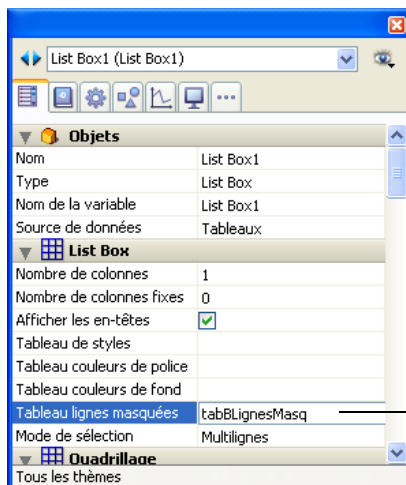 List Box1 (List Box1)
Objets
Nom List Box1
Type List Box
Nom de la variable List Box1
Source de données Tableaux
List Box
Nombre de colonnes 1
Nombre de colonnes fixes 0
Afficher les en-têtes
Tableau de styles
Tableau couleurs de police
Tableau couleurs de fond
Tableau lignes masquées tabBLignesMasq
Mode de sélection Multilignes
Quadrillage
Tous les thèmes